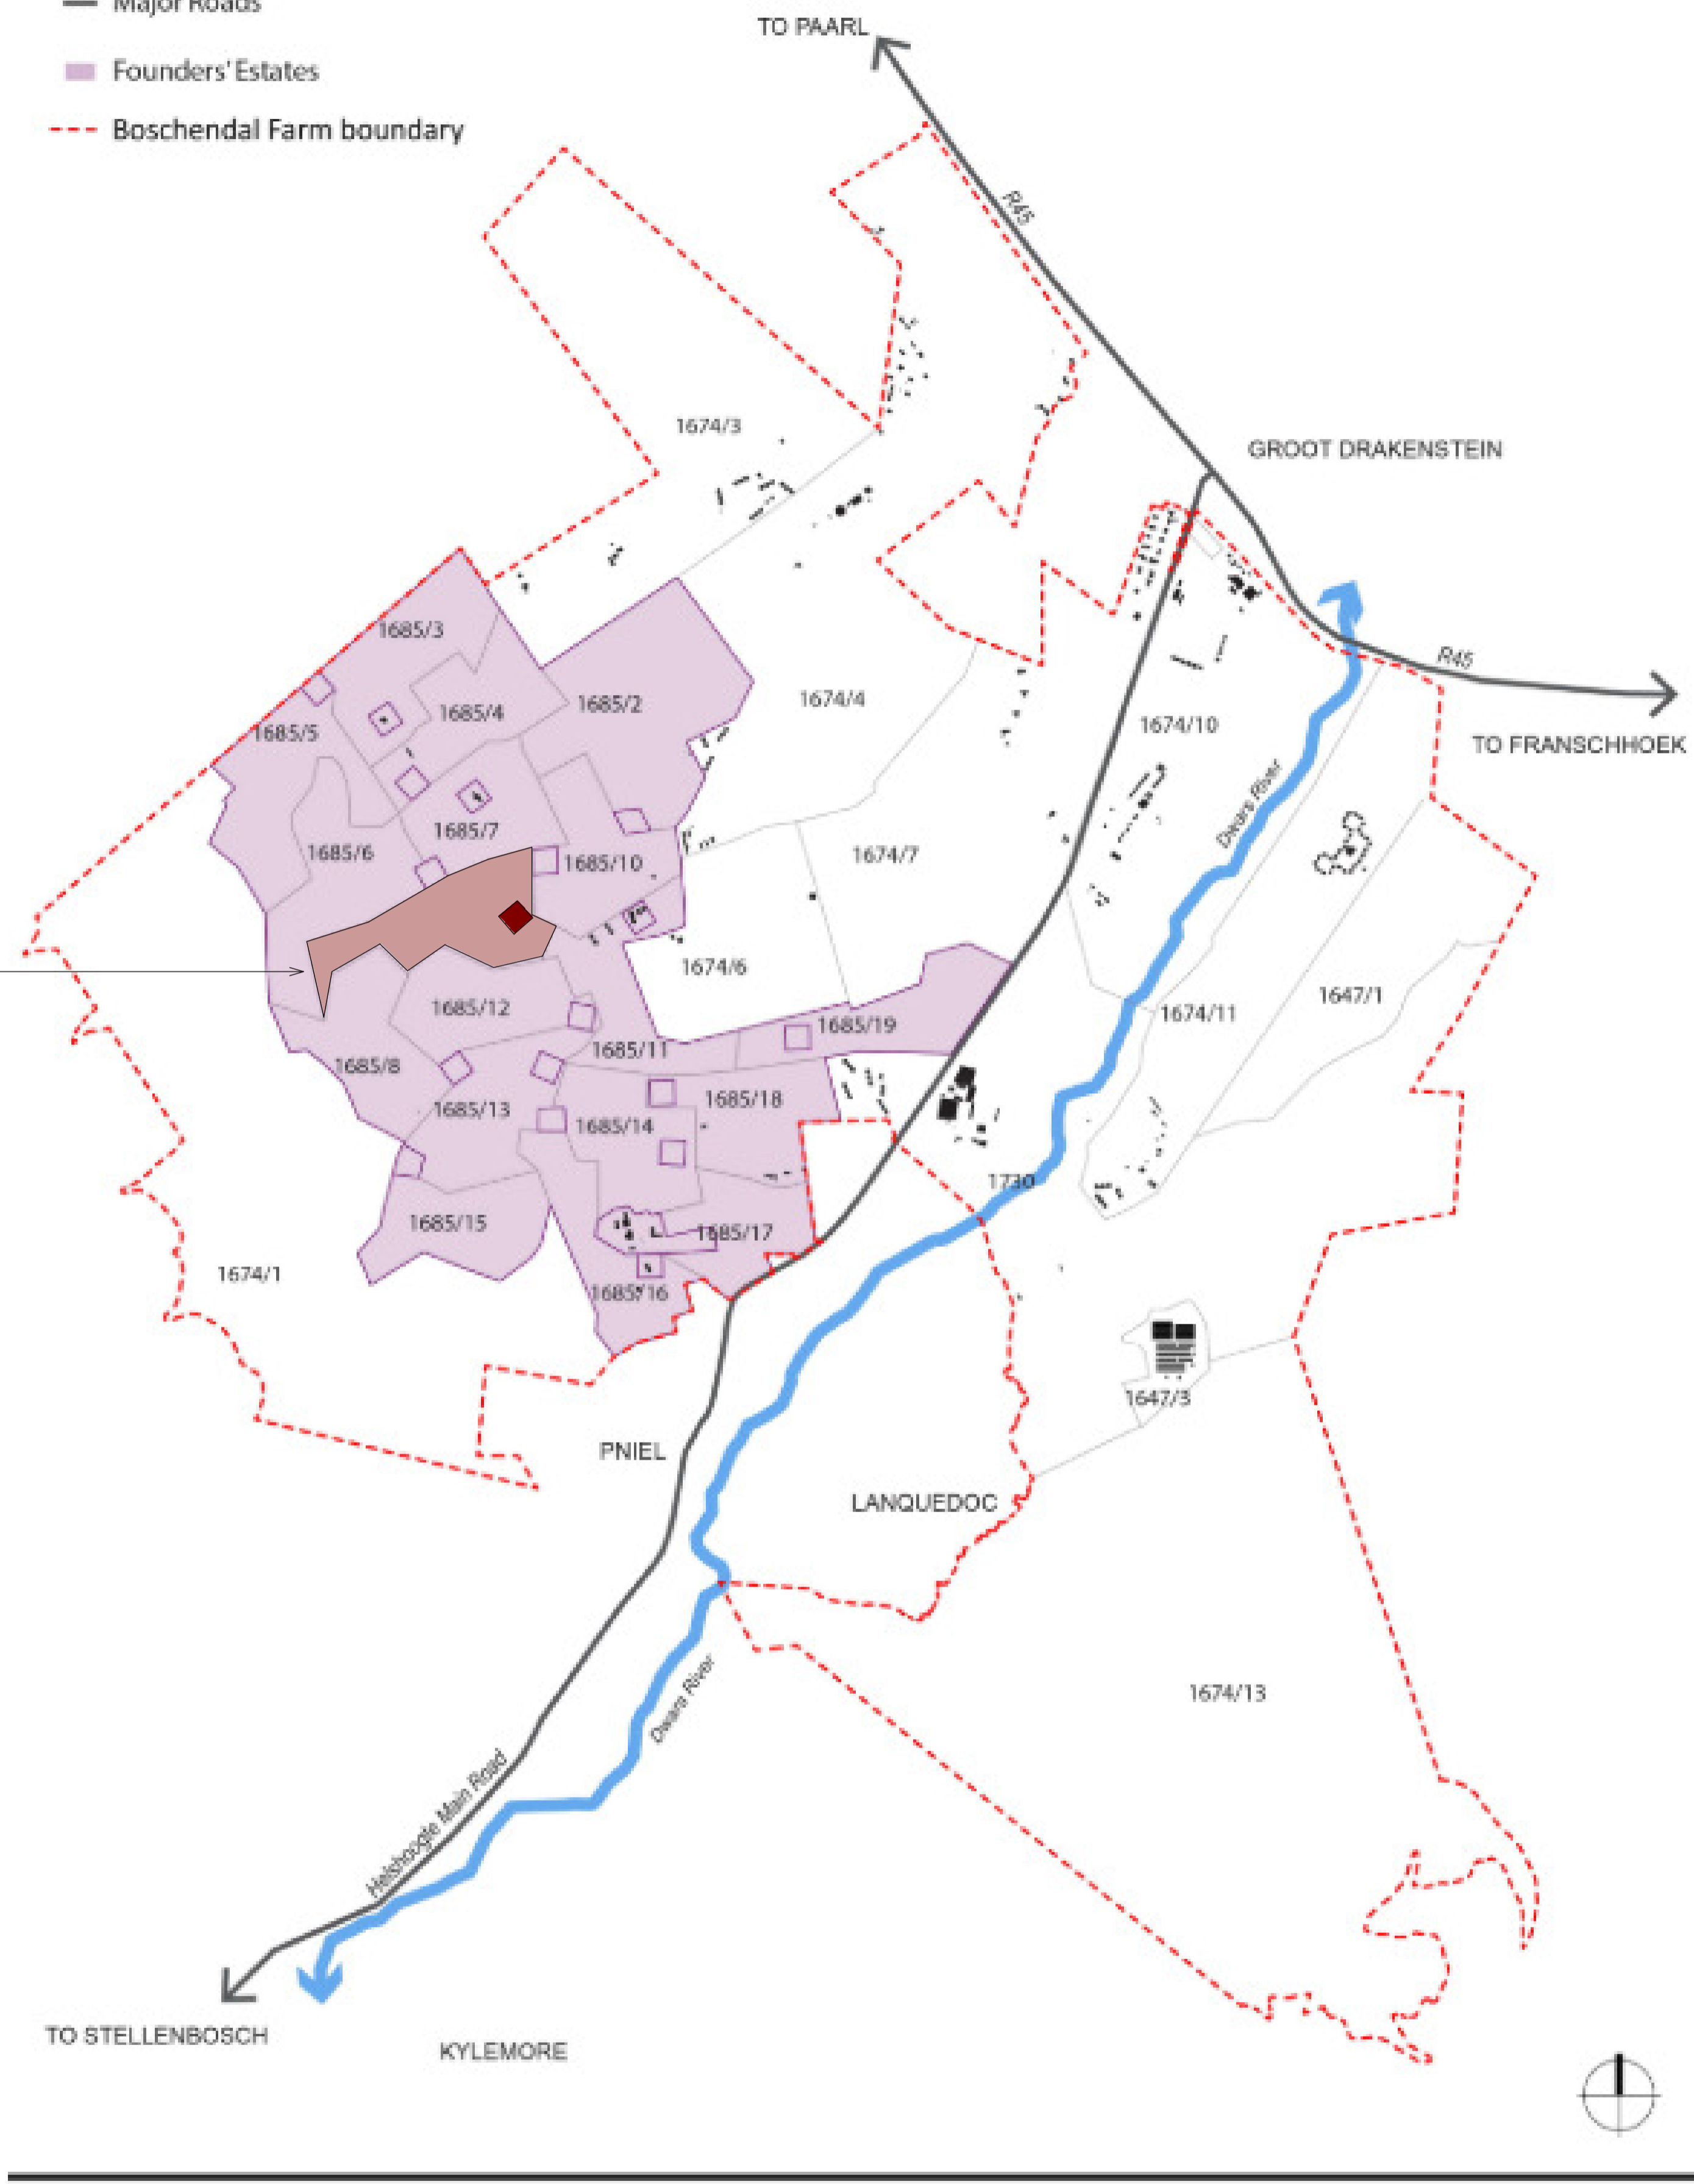 Major Roads
Founders' Estates
Boschendal Farm boundary
TO PAARL
R45
1674/3
GROOT DRAKENSTEIN
1685/3
R45
1685/4
1685/2
1674/4
1674/10
1685/5
TO FRANSCHHOEK
Dwars River
1685/7
1685/6
1685/10
1674/7
1674/6
1647/1
1685/12
1674/11
1685/19
1685/11
1685/8
1685/13
1685/18
1685/14
1730
1685/15
1685/17
1674/1
1685/16
1647/3
PNIEL
LANQUEDOC
1674/13
Dwars River
Helshoogte Main Road
TO STELLENBOSCH
KYLEMORE